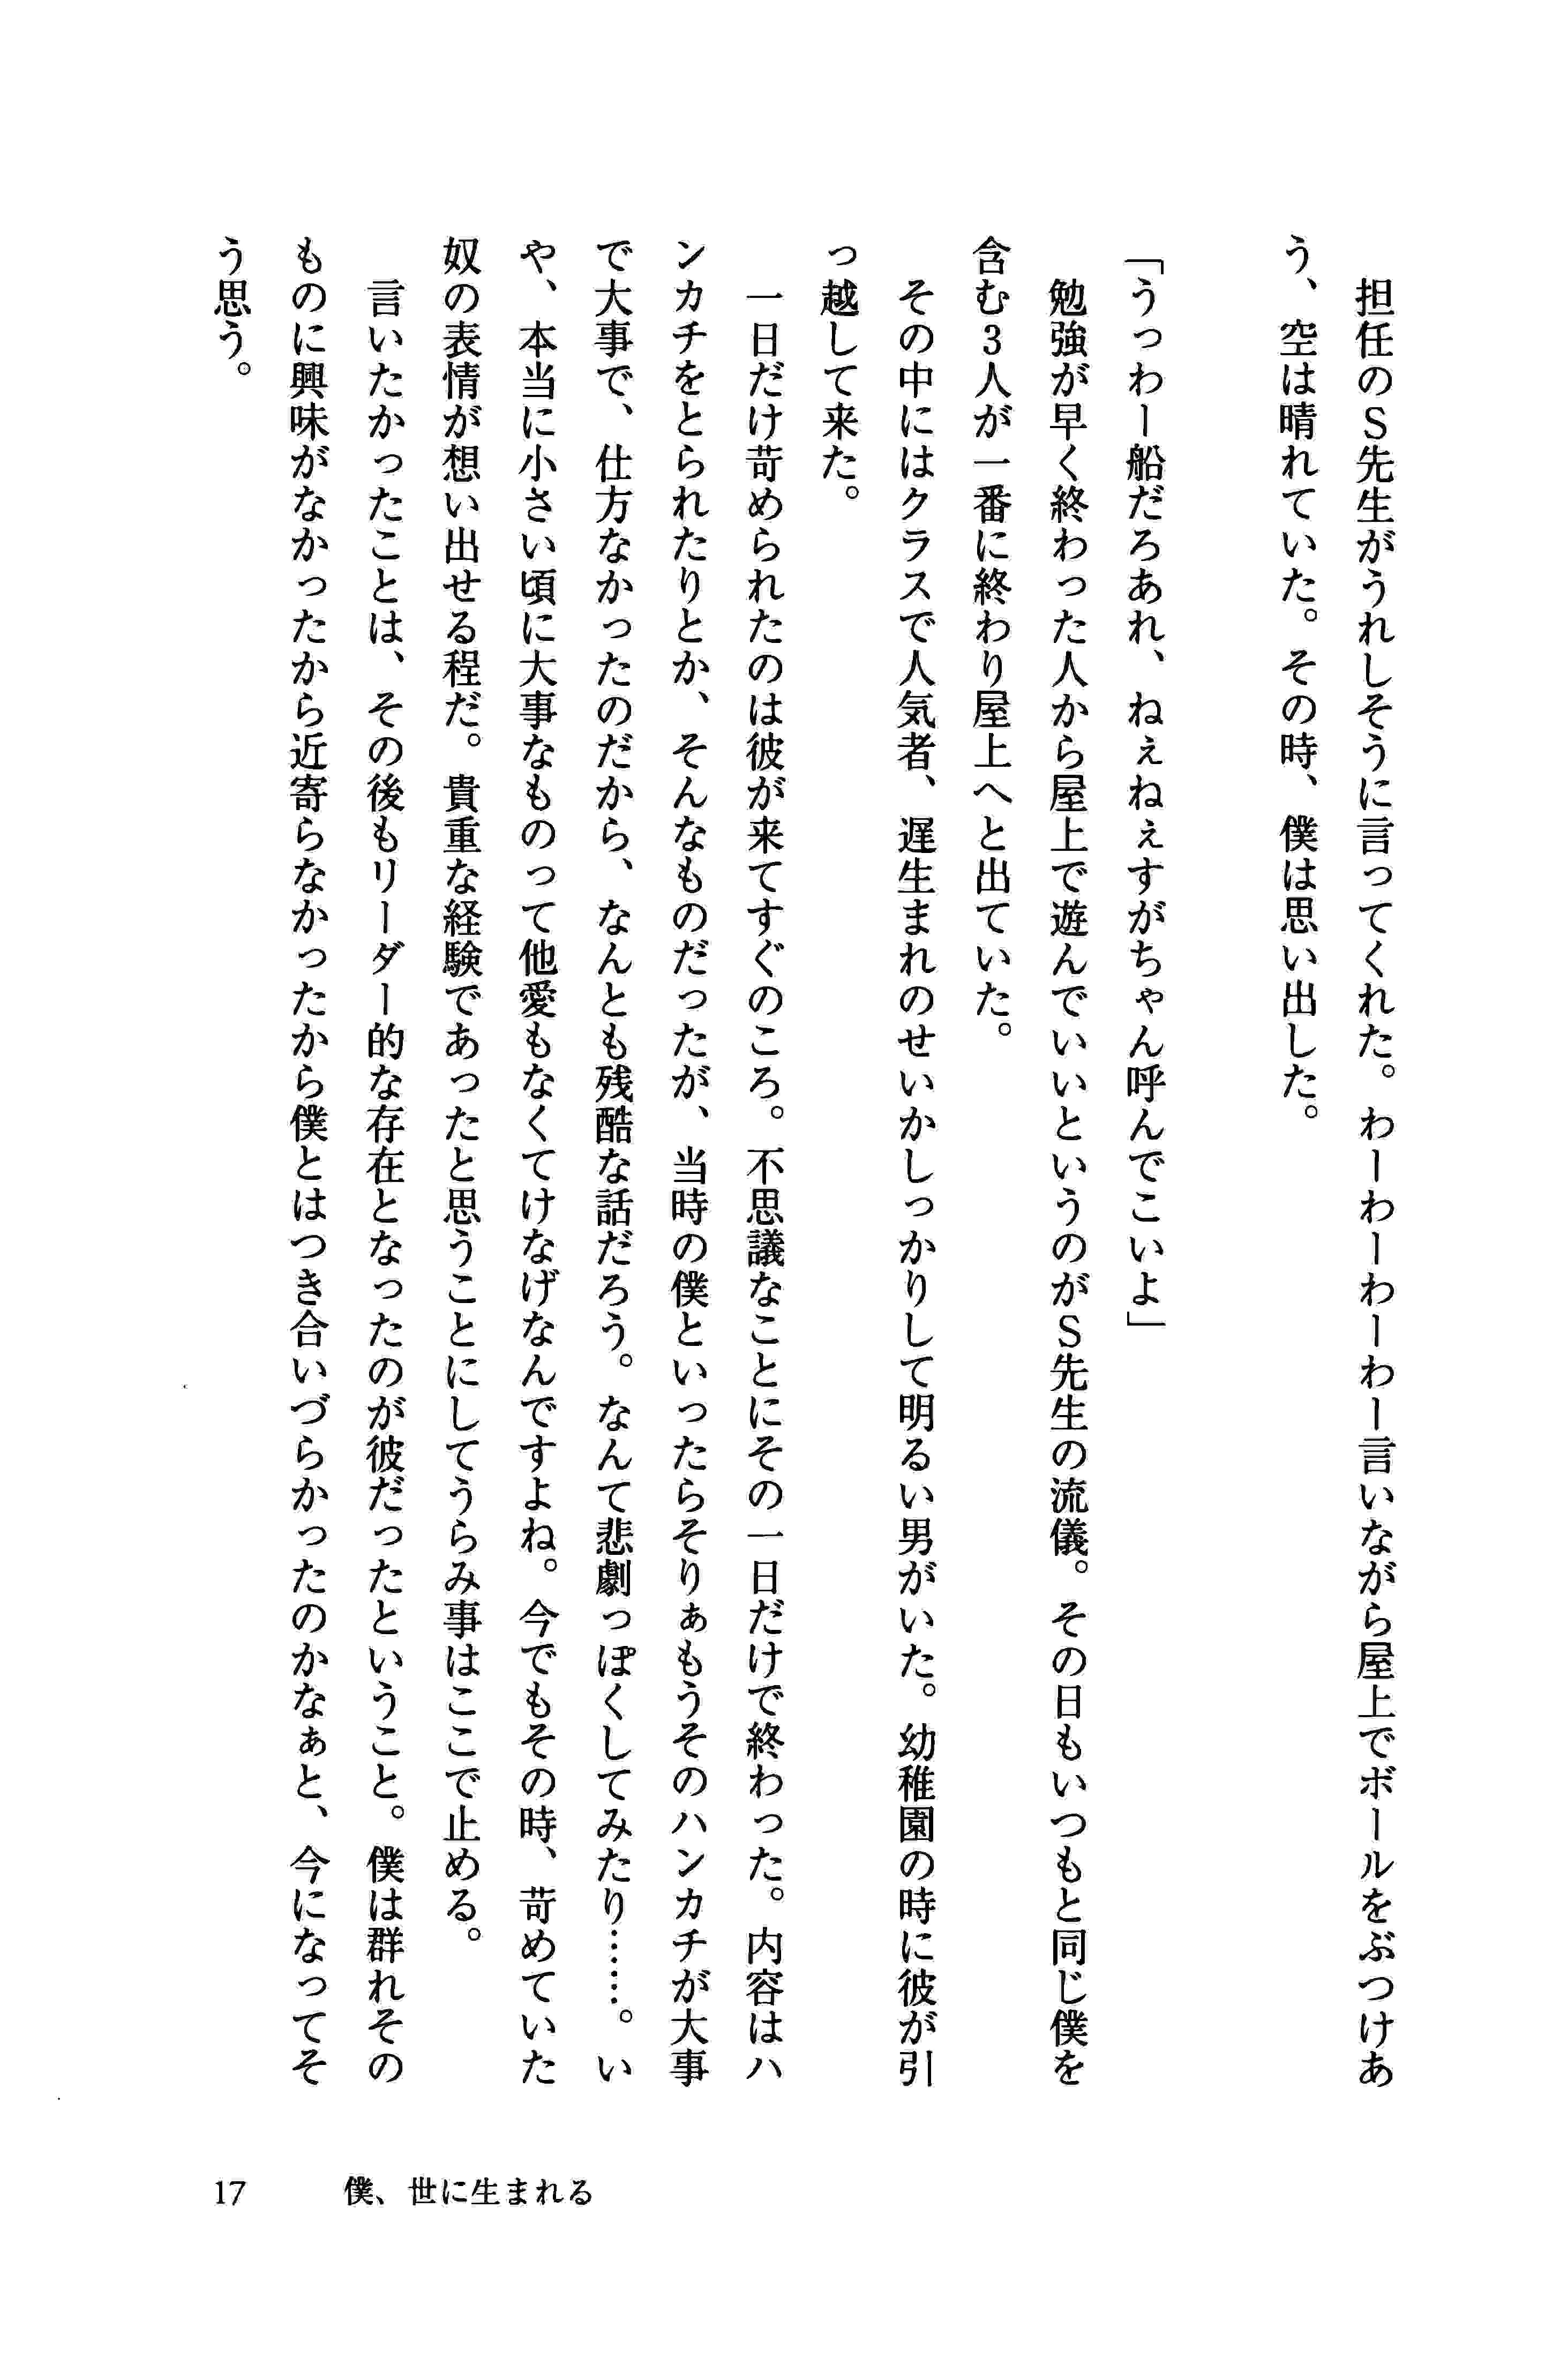 担任のＳ先生がうれしそうに言ってくれた。わーわーわーわー言いながら屋上でボールをぶつけあ
う、空は晴れていた。その時、僕は思い出した。
「うっわー船だろあれ、ねぇねぇすがちゃん呼んでこいよ」
　勉強が早く終わった人から屋上で遊んでいいというのがＳ先生の流儀。その日もいつもと同じ僕を
含む３人が一番に終わり屋上へと出ていた。
　その中にはクラスで人気者、遅生まれのせいかしっかりして明るい男がいた。幼稚園の時に彼が引
っ越して来た。
　一日だけ苛められたのは彼が来てすぐのころ。不思議なことにその一日だけで終わった。内容はハ
ンカチをとられたりとか、そんなものだったが、当時の僕といったらそりぁもうそのハンカチが大事
で大事で、仕方なかったのだから、なんとも残酷な話だろう。なんて悲劇っぽくしてみたり……。い
や、本当に小さい頃に大事なものって他愛もなくてけなげなんですよね。今でもその時、苛めていた
奴の表情が想い出せる程だ。貴重な経験であったと思うことにしてうらみ事はここで止める。
　言いたかったことは、その後もリーダー的な存在となったのが彼だったということ。僕は群れその
ものに興味がなかったから近寄らなかったから僕とはつき合いづらかったのかなぁと、今になってそ
う思う。
17　僕、世に生まれる